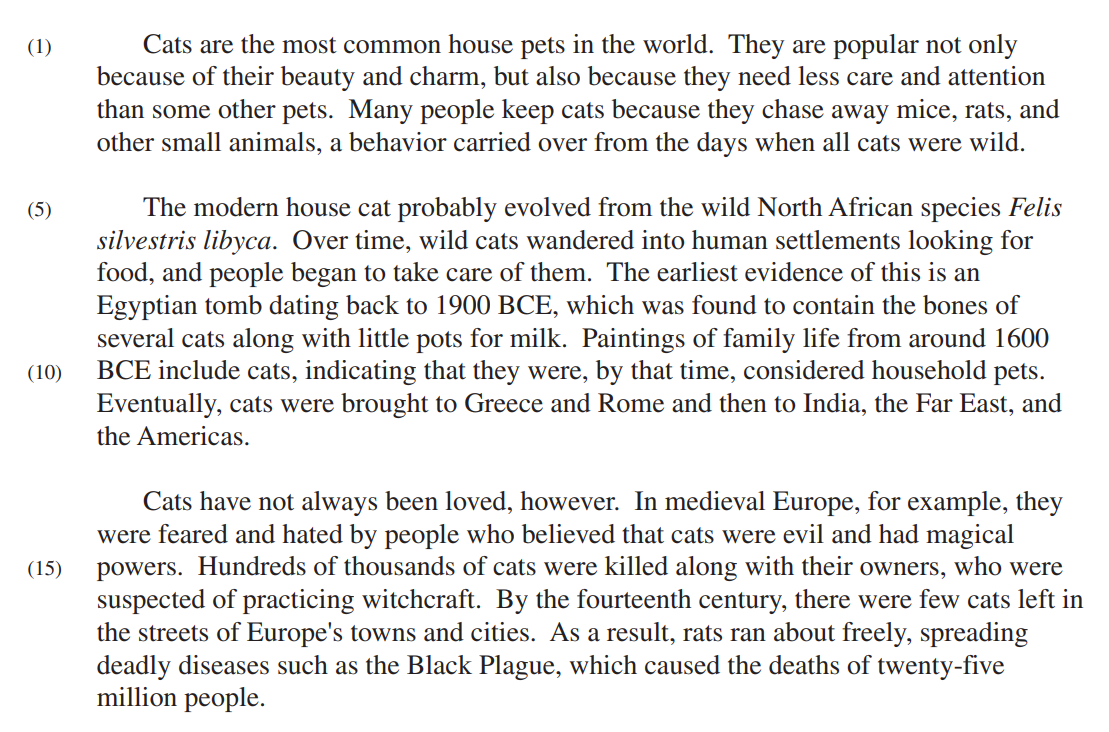 (1) Cats are the most common house pets in the world. They are popular not only
because of their beauty and charm, but also because they need less care and attention
than some other pets. Many people keep cats because they chase away mice, rats, and
other small animals, a behavior carried over from the days when all cats were wild.
(5) The modern house cat probably evolved from the wild North African species Felis
silvestris libyca. Over time, wild cats wandered into human settlements looking for
food, and people began to take care of them. The earliest evidence of this is an
Egyptian tomb dating back to 1900 BCE, which was found to contain the bones of
several cats along with little pots for milk. Paintings of family life from around 1600
(10) BCE include cats, indicating that they were, by that time, considered household pets.
Eventually, cats were brought to Greece and Rome and then to India, the Far East, and
the Americas.
Cats have not always been loved, however. In medieval Europe, for example, they
were feared and hated by people who believed that cats were evil and had magical
(15) powers. Hundreds of thousands of cats were killed along with their owners, who were
suspected of practicing witchcraft. By the fourteenth century, there were few cats left in
the streets of Europe's towns and cities. As a result, rats ran about freely, spreading
deadly diseases such as the Black Plague, which caused the deaths of twenty-five
million people.